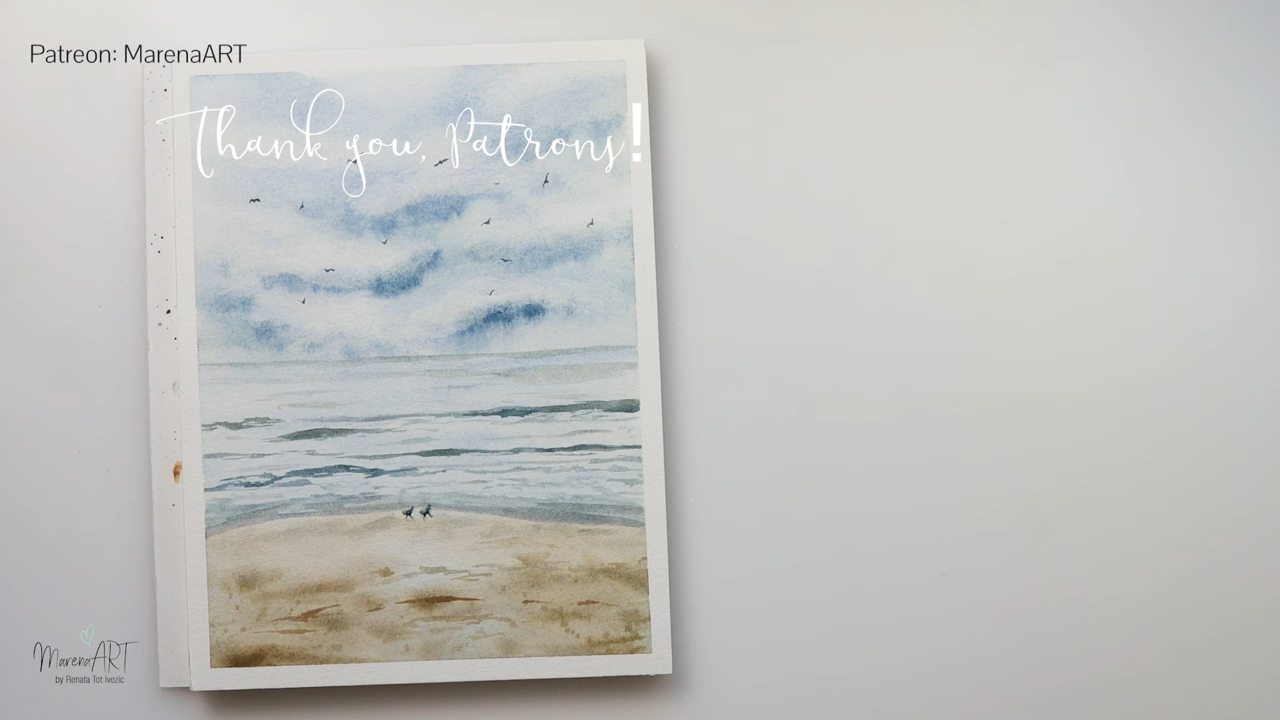 Patreon: MarenaART
Thank you, Patrons!
MarenaART
by Renata Tot Ivezic